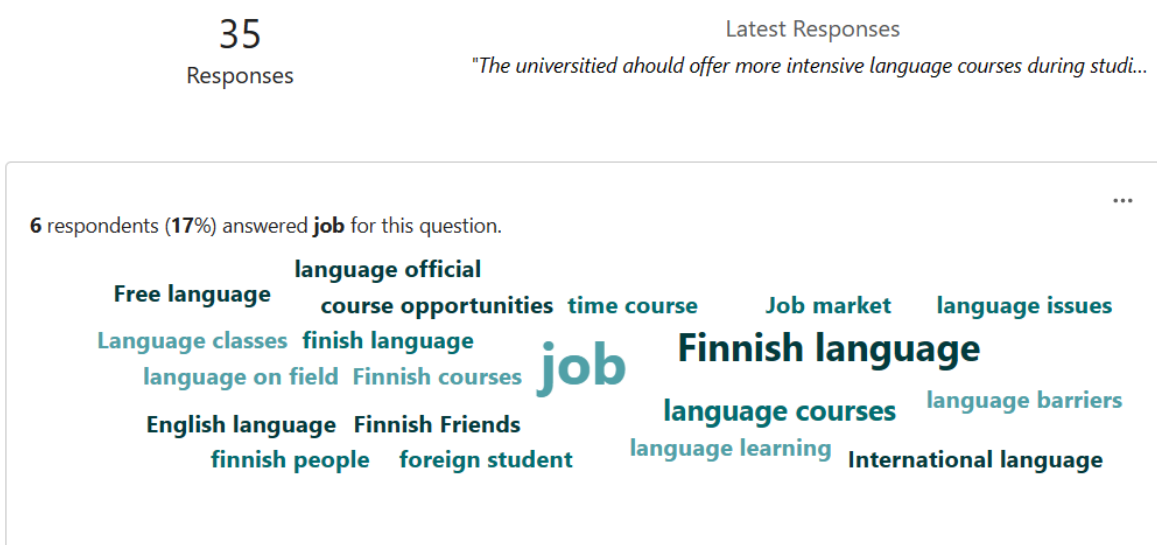 35
Responses
Latest Responses
"The universitied ahould offer more intensive language courses during studi...
...
6 respondents (17%) answered job for this question.
language official
Free language
course opportunities time course Job market language issues
Language classes finish language
job
Finnish language
language on field Finnish courses
language courses
language barriers
English language Finnish Friends
language learning
International language
finnish people foreign student